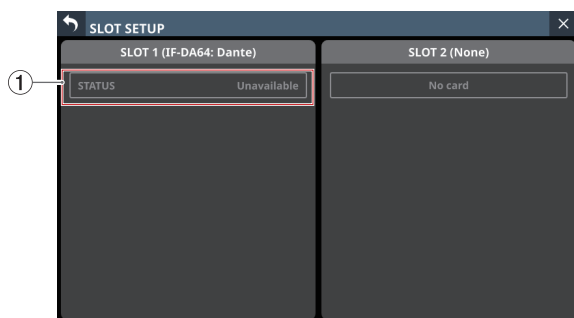 SLOT SETUP
SLOT 1 (IF-DA64: Dante)
SLOT 2 (None)
1
STATUS
Unavailable
No card